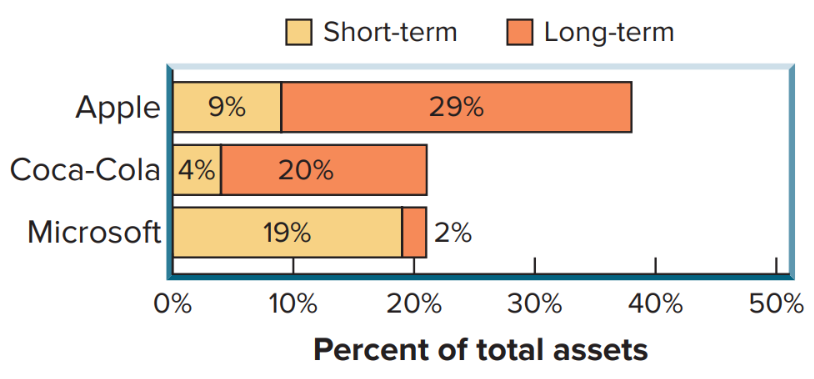 Short-term Long-term
Apple 9% 29%
Coca-Cola 4% 20%
Microsoft 19% 2%
0% 10% 20% 30% 40% 50%
Percent of total assets